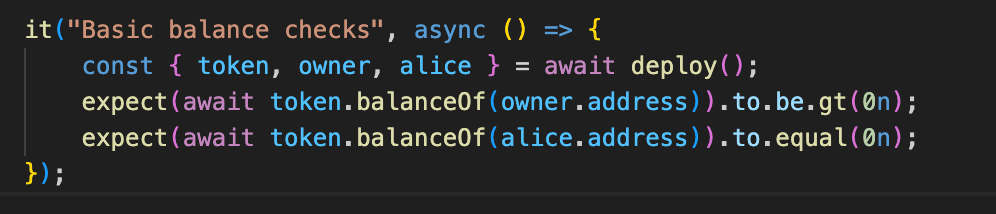 it("Basic balance checks", async () => {
    const { token, owner, alice } = await deploy();
    expect(await token.balanceOf(owner.address)).to.be.gt(0n);
    expect(await token.balanceOf(alice.address)).to.equal(0n);
});